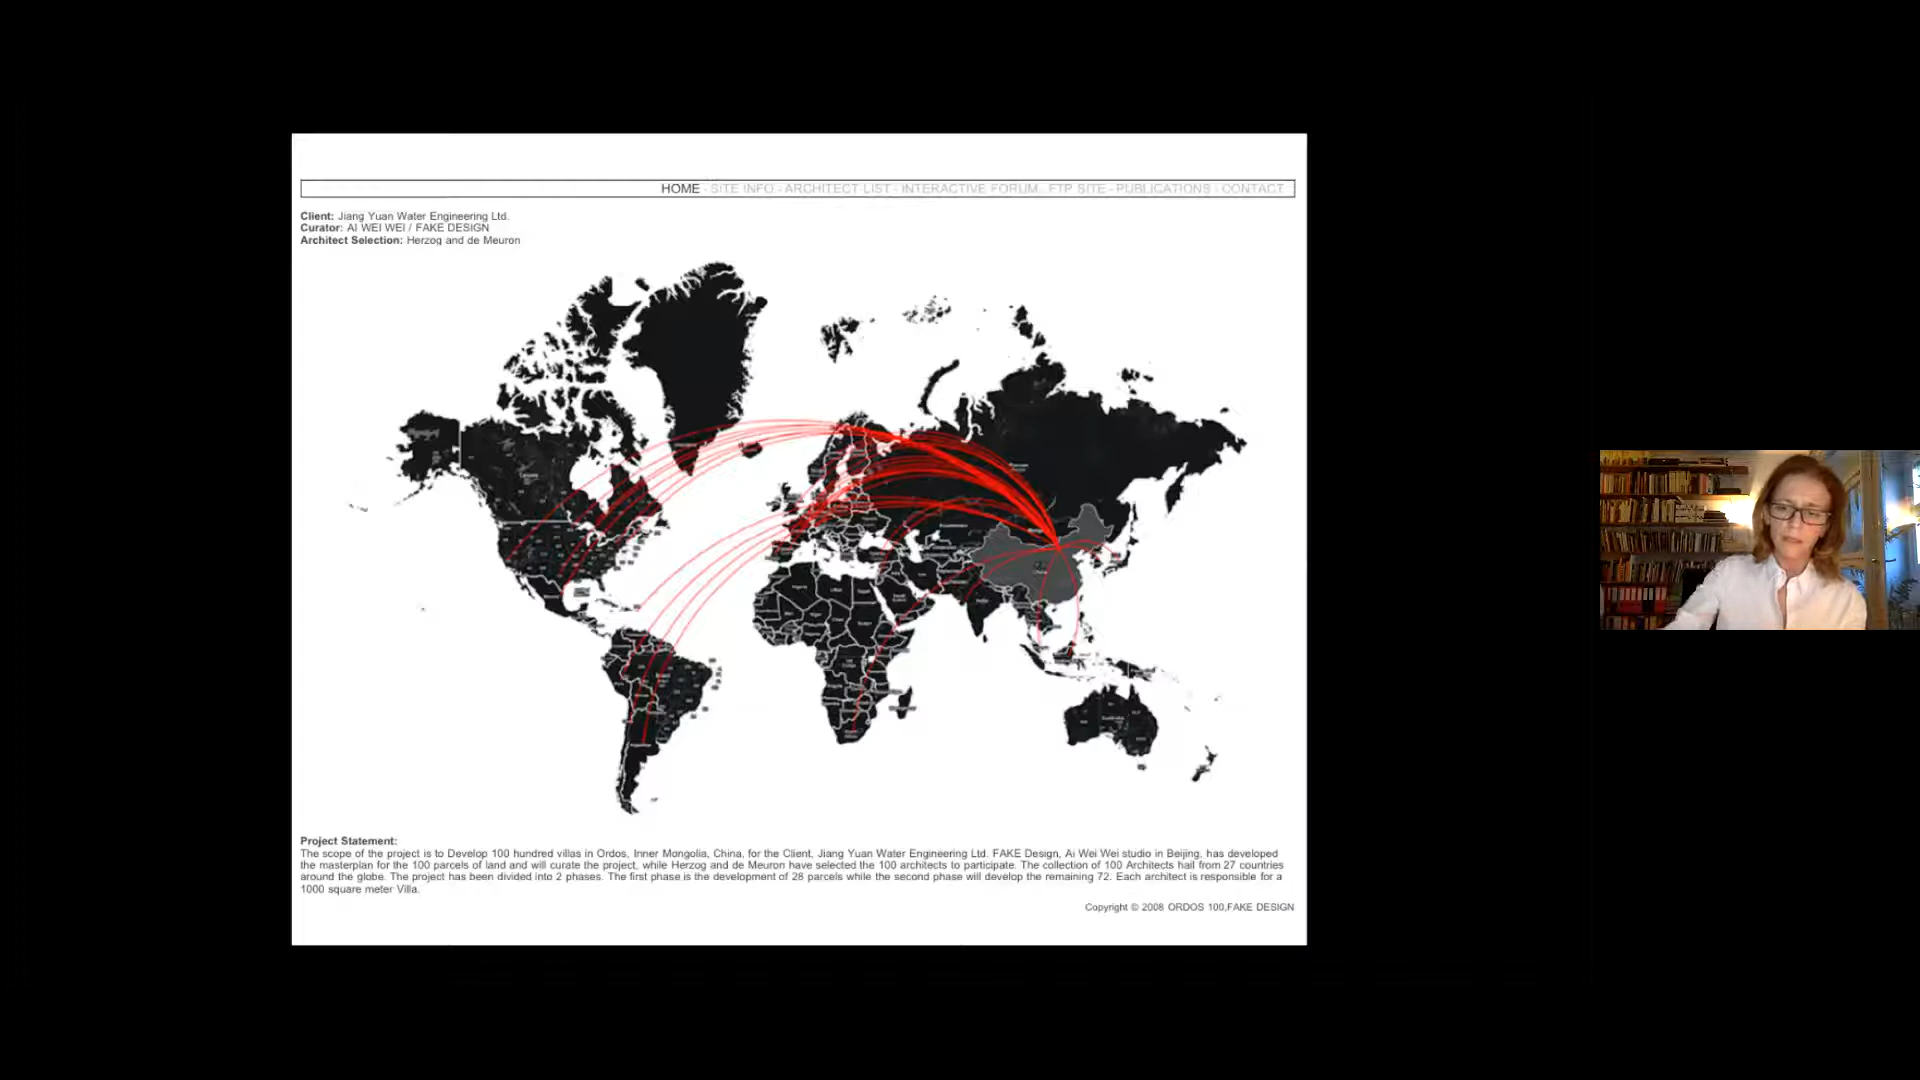 HOME - SITE INFO - ARCHITECT LIST - INTERACTIVE FORUM - FTP SITE - PUBLICATIONS - CONTACT
Client: Jiang Yuan Water Engineering Ltd.
Curator: AI WEI WEI / FAKE DESIGN
Architect Selection: Herzog and de Meuron
Project Statement:
The scope of the project is to Develop 100 hundred villas in Ordos, Inner Mongolia, China, for the Client, Jiang Yuan Water Engineering Ltd. FAKE Design, Ai Wei Wei studio in Beijing, has developed
the masterplan for the 100 parcels of land and will curate the project, while Herzog and de Meuron have selected the 100 architects to participate. The collection of 100 Architects hail from 27 countries
around the globe. The project has been divided into 2 phases. The first phase is the development of 28 parcels while the second phase will develop the remaining 72. Each architect is responsible for a
1000 square meter Villa.
Copyright © 2008 ORDOS 100,FAKE DESIGN